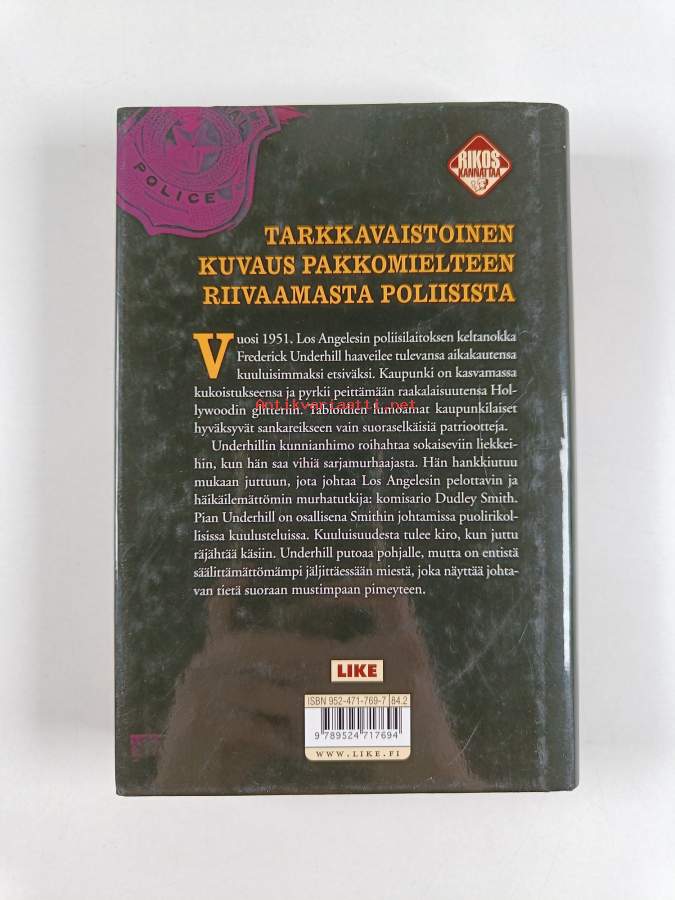 POLICE
RIKOS
KANNATTAA
TARKKAVAISTOINEN
KUVAUS PAKKOMIELTEEN
RIIVAAMASTA POLIISISTA
Vuosi 1951. Los Angelesin poliisilaitoksen keltanokka
Frederick Underhill haaveilee tulevansa aikakautensa
kuuluisimmaksi etsiväksi. Kaupunki on kasvamassa
kukoistukseensa ja pyrkii peittämään raakalaisuutensa Hol-
lywoodin glitteriin. Tabloidien lumoamat kaupunkilaiset
Antikvariaatti.net
hyväksyvät sankareikseen vain suoraselkäisiä patriootteja.
Underhillin kunnianhimo roihahtaa sokaiseviin liekkei-
hin, kun hän saa vihiä sarjamurhaajasta. Hän hankkiutuu
mukaan juttuun, jota johtaa Los Angelesin pelottavin ja
häikäilemättömin murhatutkija: komisario Dudley Smith.
Pian Underhill on osallisena Smithin johtamissa puolirikol-
lisissa kuulusteluissa. Kuuluisuudesta tulee kiro, kun juttu
räjähtää käsiin. Underhill putoaa pohjalle, mutta on entistä
säälittämättömämpi jäljittäessään miestä, joka näyttää johta-
van tietä suoraan mustimpaan pimeyteen.
LIKE
ISBN 952-471-769-7 84.2
9 789524 717694
WWW.LIKE.FI